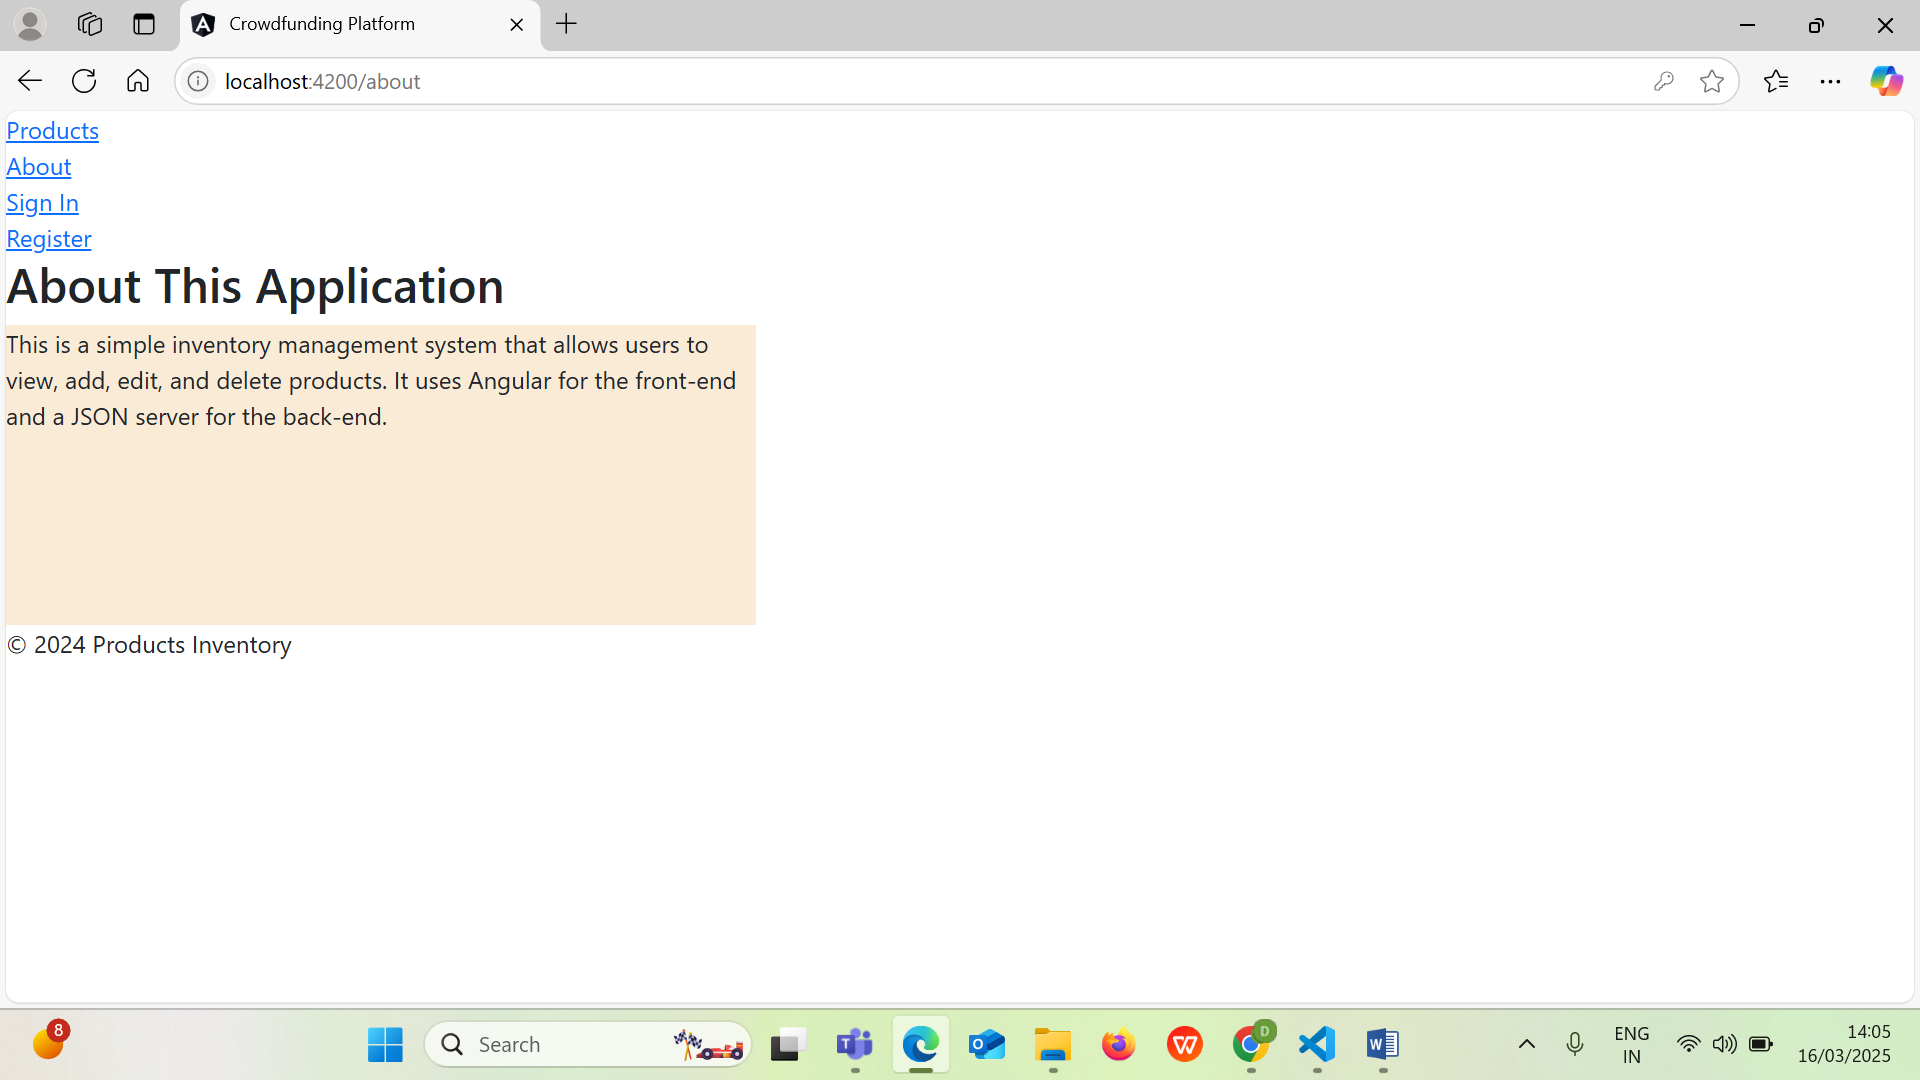 Crowdfunding Platform
localhost:4200/about
Products
About
Sign In
Register
About This Application
This is a simple inventory management system that allows users to
view, add, edit, and delete products. It uses Angular for the front-end
and a JSON server for the back-end.
© 2024 Products Inventory
8
Search
D
ENG
IN
14:05
16/03/2025